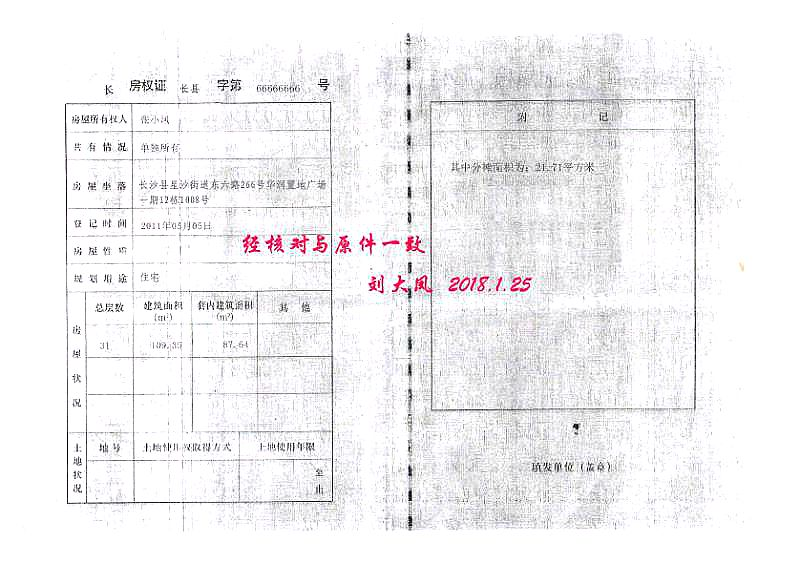 长 房权证 长县 字第 66666666 号
房屋所有权人 张小凤
共有情况 单独所有
房屋坐落 长沙县星沙街道东六路266号华润置地广场
一期12栋1008号
登记时间 2011年05月05日
房屋性质
规划用途 住宅
房屋状况
总层数 建筑面积(m²) 套内建筑面积(m²) 其他
31 109.35 87.64
土地状况
地号 土地使用权取得方式 土地使用年限
至
止
附 记
其中分摊面积为：21.71平方米
填发单位（盖章）
经核对与原件一致
刘大凤 2018.1.25